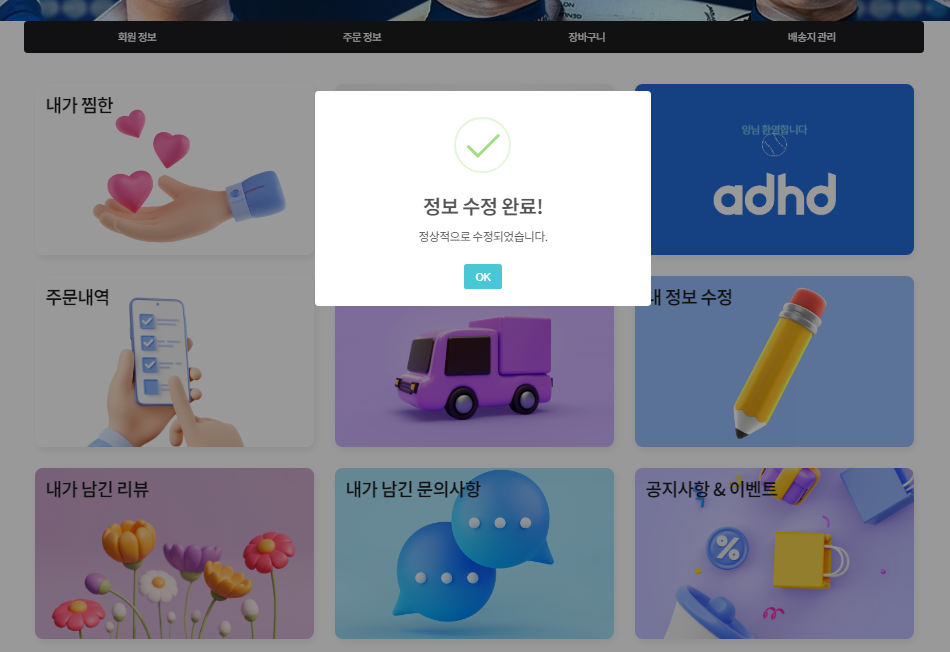 회원 정보
주문 정보
장바구니
배송지 관리
내가 찜한
정보 수정 완료!
정상적으로 수정되었습니다.
OK
환영합니다
adhd
주문내역
내 정보 수정
내가 남긴 리뷰
내가 남긴 문의사항
공지사항 & 이벤트
%